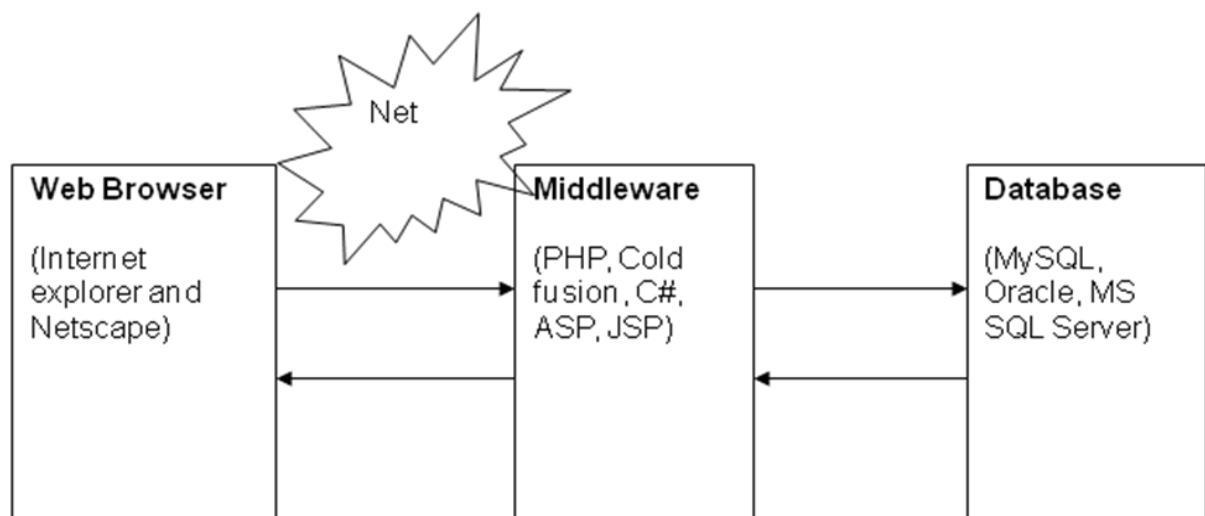 Net
Web Browser
(Internet
explorer and
Netscape)
Middleware
(PHP, Cold
fusion, C#,
ASP, JSP)
Database
(MySQL,
Oracle, MS
SQL Server)